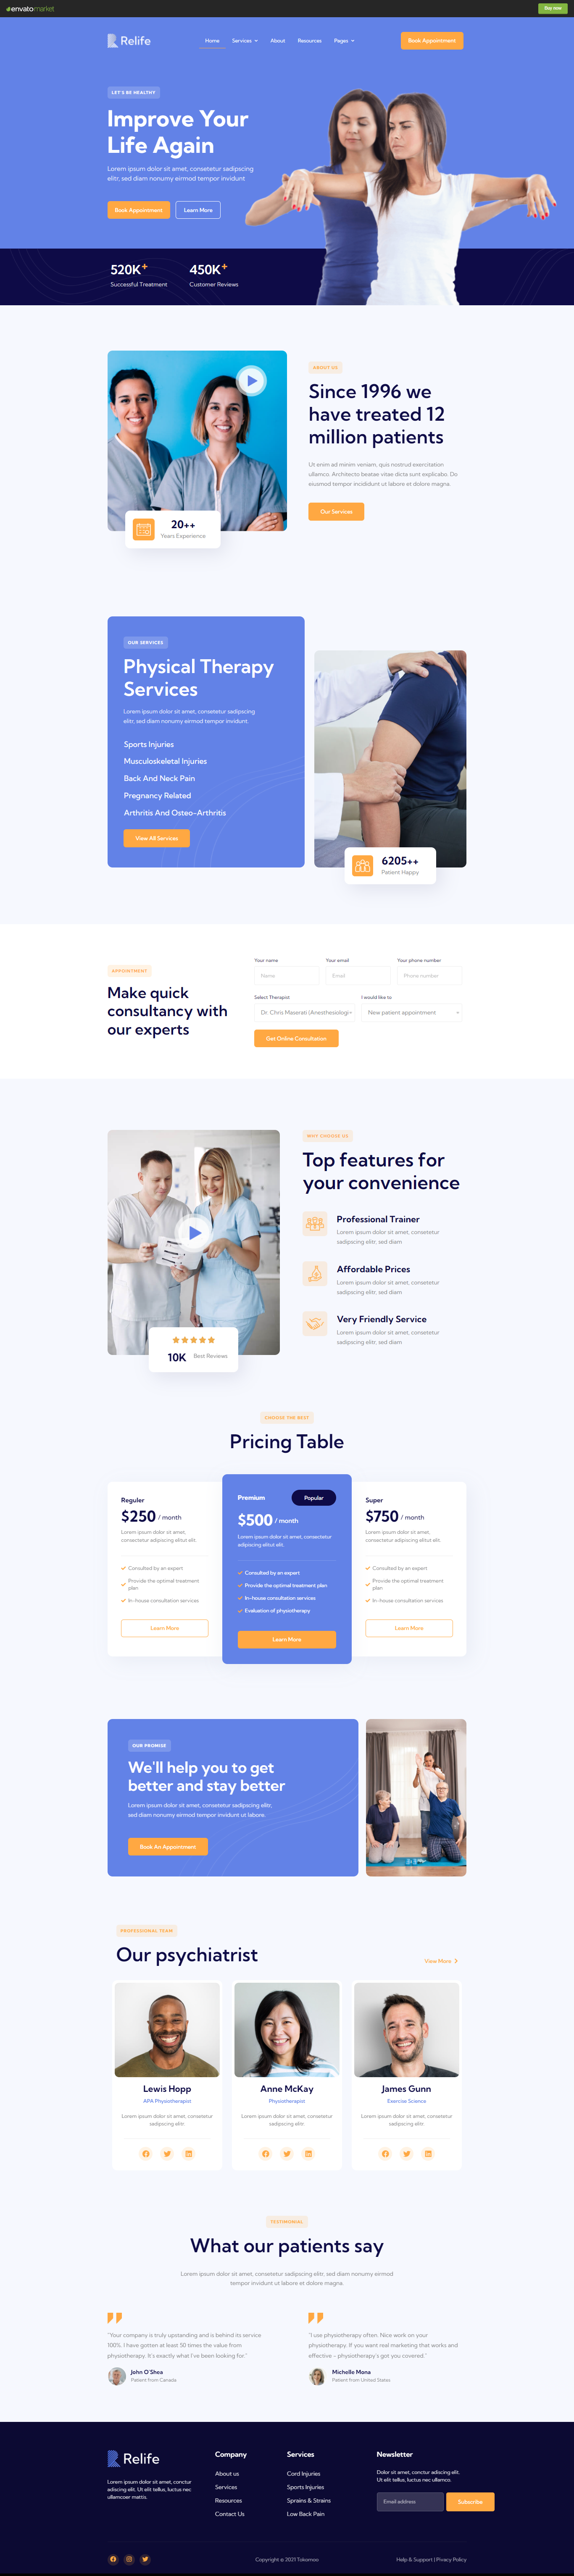 envato market
Buy now
Relife
Home
Services
About
Resources
Pages
Book Appointment
LET'S BE HEALTHY
Improve Your
Life Again
Lorem ipsum dolor sit amet, consetetur sadipscing
elitr, sed diam nonumy eirmod tempor invidunt
Book Appointment
Learn More
520K+
Successful Treatment
450K+
Customer Reviews
ABOUT US
Since 1996 we
have treated 12
million patients
Ut enim ad minim veniam, quis nostrud exercitation
ullamco. Architecto beatae vitae dicta sunt explicabo. Do
eiusmod tempor incididunt ut labore et dolore magna.
Our Services
20++
Years Experience
OUR SERVICES
Physical Therapy
Services
Lorem ipsum dolor sit amet, consetetur sadipscing
elitr, sed diam nonumy eirmod tempor invidunt.
Sports Injuries
Musculoskeletal Injuries
Back And Neck Pain
Pregnancy Related
Arthritis And Osteo-Arthritis
View All Services
6205++
Patient Happy
APPOINTMENT
Make quick
consultancy with
our experts
Your name
Your email
Your phone number
Name
Email
Phone number
Select Therapist
I would like to
Dr. Chris Maserati (Anesthesiologi
New patient appointment
Get Online Consultation
WHY CHOOSE US
Top features for
your convenience
Professional Trainer
Lorem ipsum dolor sit amet, consetetur
sadipscing elitr, sed diam
Affordable Prices
Lorem ipsum dolor sit amet, consetetur
sadipscing elitr, sed diam
Very Friendly Service
Lorem ipsum dolor sit amet, consetetur
sadipscing elitr, sed diam
10K
Best Reviews
CHOOSE THE BEST
Pricing Table
Reguler
$250 / month
Lorem ipsum dolor sit amet,
consectetur adipiscing elitut elit.
Consulted by an expert
Provide the optimal treatment
plan
In-house consultation services
Learn More
Premium
Popular
$500 / month
Lorem ipsum dolor sit amet, consectetur
adipiscing elitut elit.
Consulted by an expert
Provide the optimal treatment plan
In-house consultation services
Evaluation of physiotherapy
Learn More
Super
$750 / month
Lorem ipsum dolor sit amet,
consectetur adipiscing elitut elit.
Consulted by an expert
Provide the optimal treatment
plan
In-house consultation services
Learn More
OUR PROMISE
We'll help you to get
better and stay better
Lorem ipsum dolor sit amet, consetetur sadipscing elitr,
sed diam nonumy eirmod tempor invidunt ut labore.
Book An Appointment
PROFESSIONAL TEAM
Our psychiatrist
View More
Lewis Hopp
APA Physiotherapist
Lorem ipsum dolor sit amet, consetetur
sadipscing elitr
Anne McKay
Physiotherapist
Lorem ipsum dolor sit amet, consetetur
sadipscing elitr
James Gunn
Exercise Science
Lorem ipsum dolor sit amet, consetetur
sadipscing elitr
TESTIMONIAL
What our patients say
Lorem ipsum dolor sit amet, consetetur sadipscing elitr, sed diam nonumy eirmod
tempor invidunt ut labore et dolore magna.
"Your company is truly upstanding and is behind its service
100%. I have gotten at least 50 times the value from
physiotherapy. It's exactly what I've been looking for."
John O'Shea
Patient from Canada
"I use physiotherapy often. Nice work on your
physiotherapy. If you want real marketing that works and
effective - physiotherapy's got you covered."
Michelle Mona
Patient from United States
Relife
Lorem ipsum dolor sit amet, conctur
adiscing elit. Ut elit tellus, luctus nec
ullamcoer mattis.
Company
About us
Services
Resources
Contact Us
Services
Cord Injuries
Sports Injuries
Sprains & Strains
Low Back Pain
Newsletter
Dolor sit amet, conctur adiscing elit.
Ut elit tellus, luctus nec ullamco.
Email address
Subscribe
Copyright © 2021 Tokomoo
Help & Support | Pivacy Policy